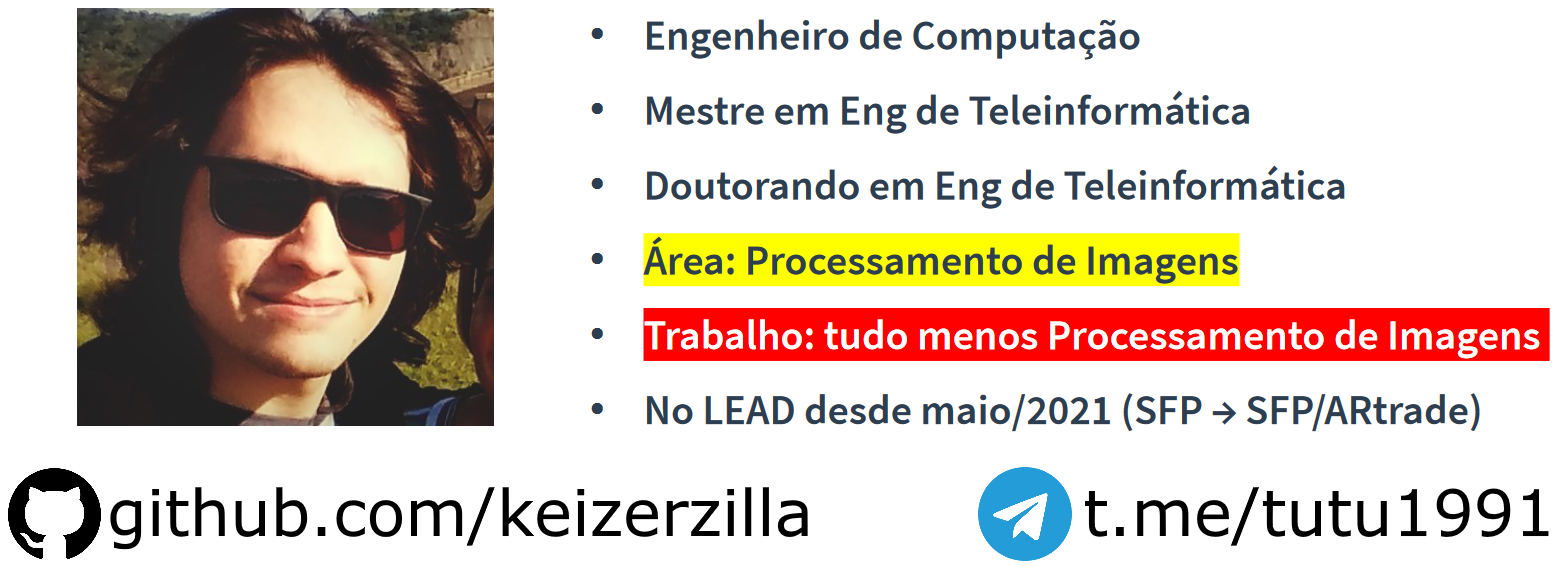 Engenheiro de Computação
Mestre em Eng de Teleinformática
Doutorando em Eng de Teleinformática
Área: Processamento de Imagens
Trabalho: tudo menos Processamento de Imagens
No LEAD desde maio/2021 (SFP → SFP/ARtrade)
github.com/keizerzilla
t.me/tutu1991